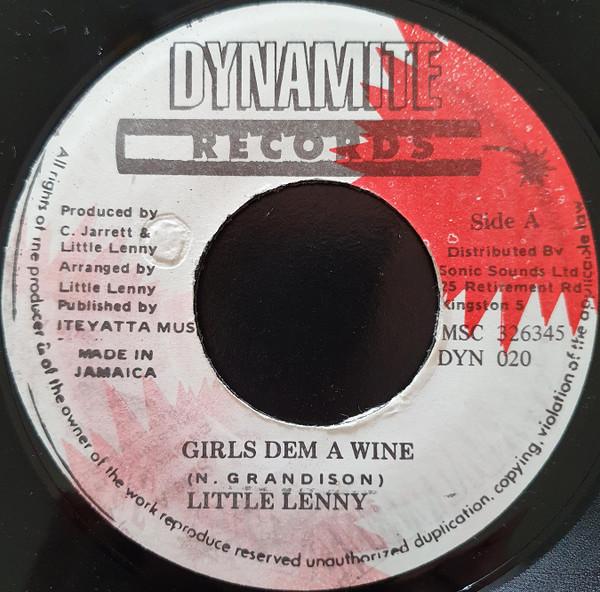 DYNAMITE
RECORDS
Produced by
C. Jarrett &
Little Lenny
Arranged by
Little Lenny
Published by
ITEYATTA MUS
MADE IN
JAMAICA
Side A
Distributed By
Sonic Sounds Ltd
25 Retirement Rd
Kingston 5
MSC 326345
DYN 020
GIRLS DEM A WINE
(N. GRANDISON)
LITTLE LENNY
All rights of the producer & of the owner of the work reproduce reserved unauthorized duplication, copying, violation of the applicable law